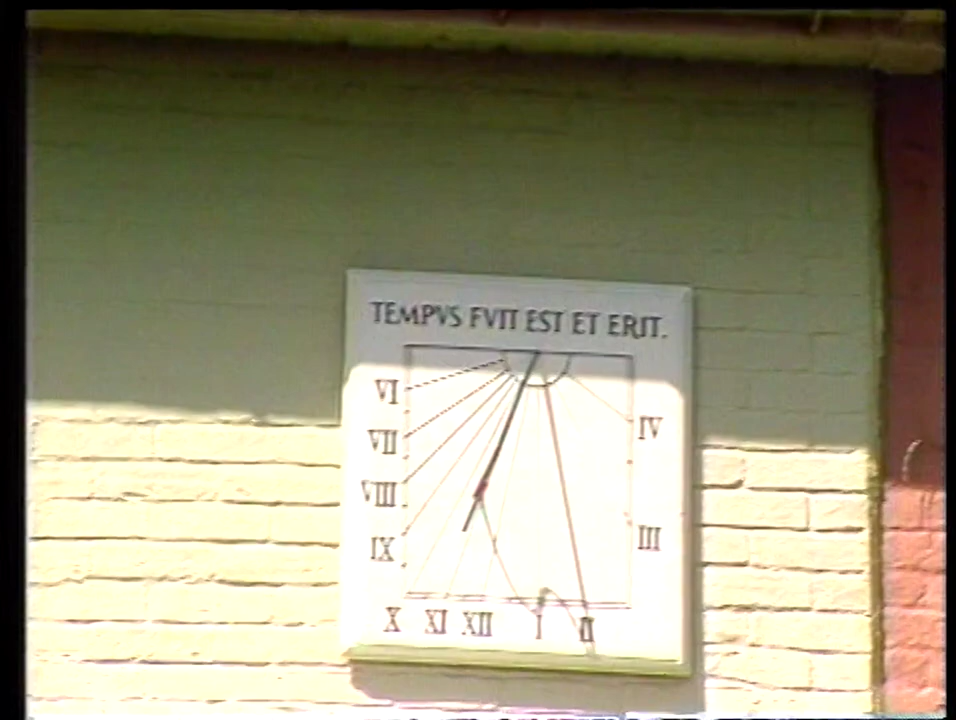 TEMPVS FVIT EST ET ERIT.
VI
VII
VIII
IX
X XI XII I II
III
IV